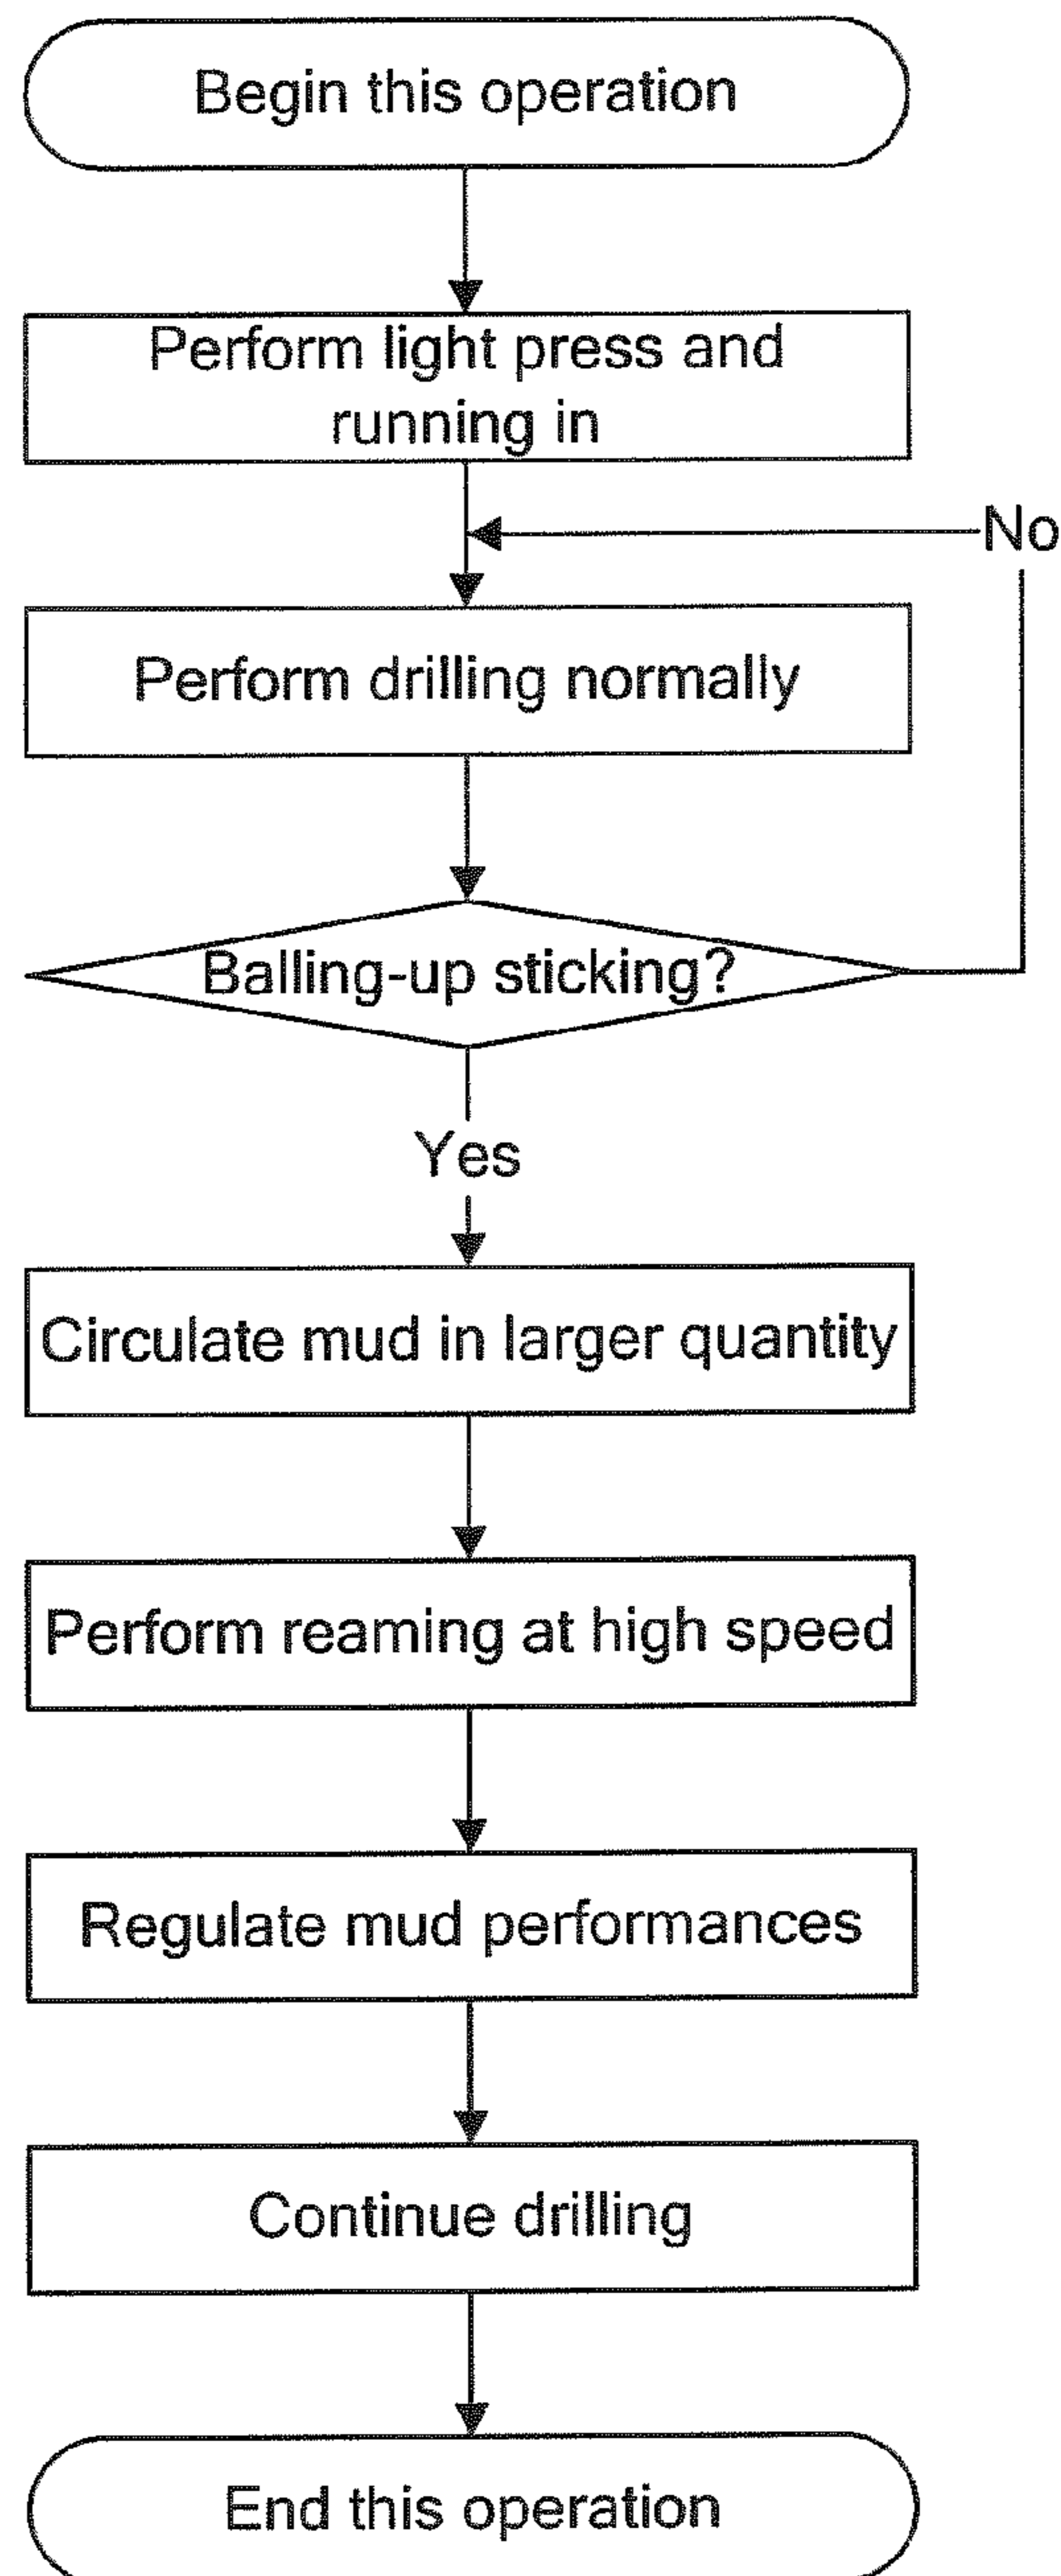 Begin this operation
Perform light press and
running in
No
Perform drilling normally
Balling-up sticking?
Yes
Circulate mud in larger quantity
Perform reaming at high speed
Regulate mud performances
Continue drilling
End this operation